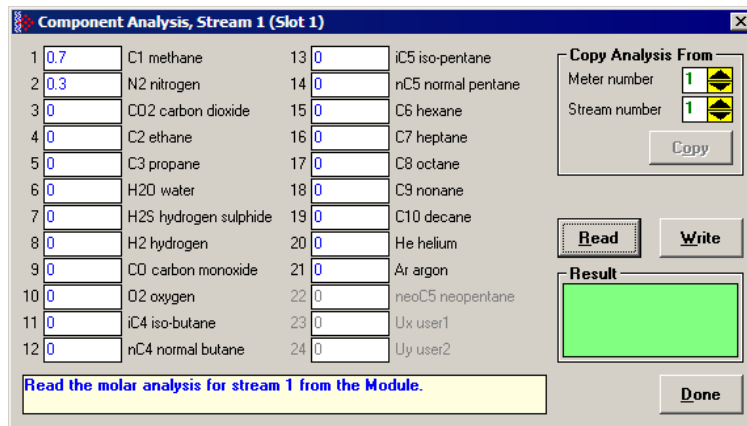 Component Analysis, Stream 1 (Slot 1)
1 0.7 C1 methane
2 0.3 N2 nitrogen
3 0 CO2 carbon dioxide
4 0 C2 ethane
5 0 C3 propane
6 0 H2O water
7 0 H2S hydrogen sulphide
8 0 H2 hydrogen
9 0 CO carbon monoxide
10 0 O2 oxygen
11 0 iC4 iso-butane
12 0 nC4 normal butane
13 0 iC5 iso-pentane
14 0 nC5 normal pentane
15 0 C6 hexane
16 0 C7 heptane
17 0 C8 octane
18 0 C9 nonane
19 0 C10 decane
20 0 He helium
21 0 Ar argon
22 0 neoC5 neopentane
23 0 Ux user1
24 0 Uy user2
Copy Analysis From
Meter number 1
Stream number 1
Copy
Read Write
Result
Read the molar analysis for stream 1 from the Module.
Done